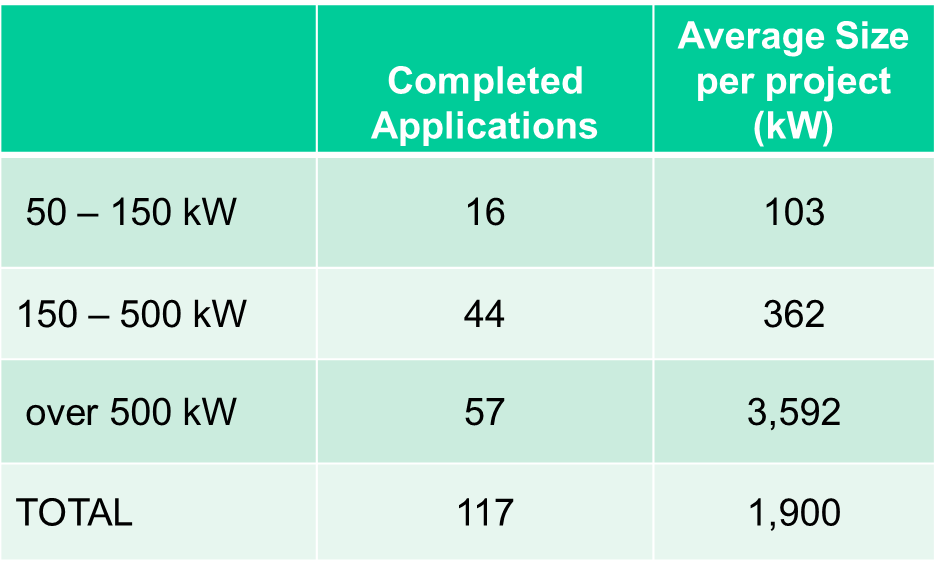 Completed Applications
Average Size per project (kW)
50 – 150 kW 16 103
150 – 500 kW 44 362
over 500 kW 57 3,592
TOTAL 117 1,900